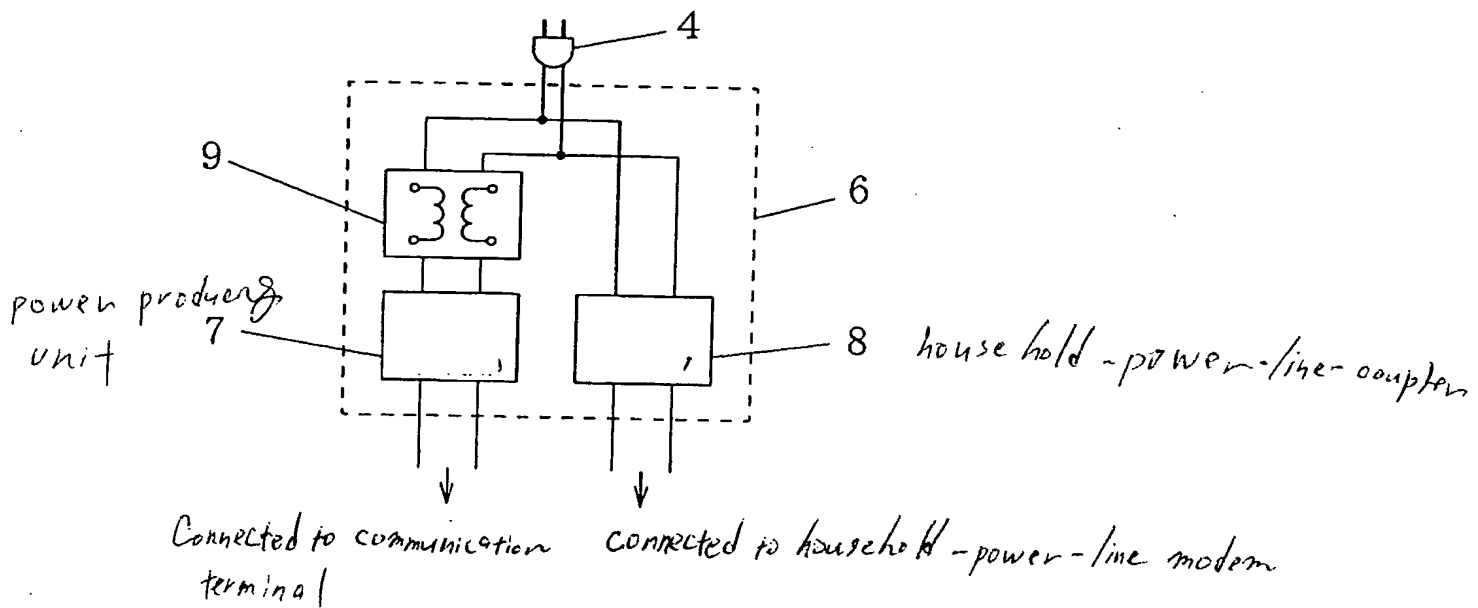 4
9
6
power producing
unit
7
8
household-power-line-coupler
Connected to communication
terminal
connected to household-power-line modem